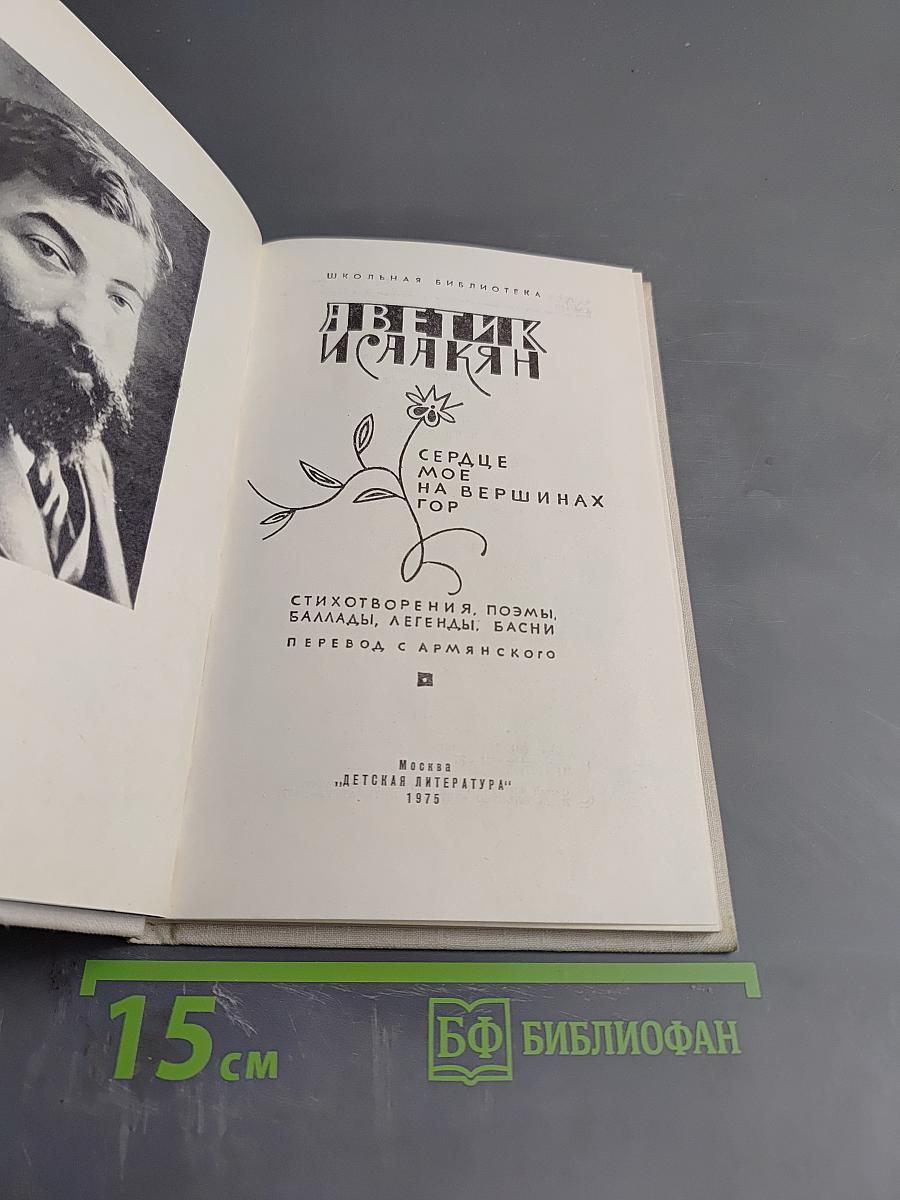 ШКОЛЬНАЯ БИБЛИОТЕКА
АВЕТИК
ИСААКЯН
СЕРДЦЕ
МОЕ
НА ВЕРШИНАХ
ГОР
СТИХОТВОРЕНИЯ, ПОЭМЫ,
БАЛЛАДЫ, ЛЕГЕНДЫ, БАСНИ
ПЕРЕВОД С АРМЯНСКОГО
Москва
„ДЕТСКАЯ ЛИТЕРАТУРА“
1975
15 СМ
БФ БИБЛИОФАН